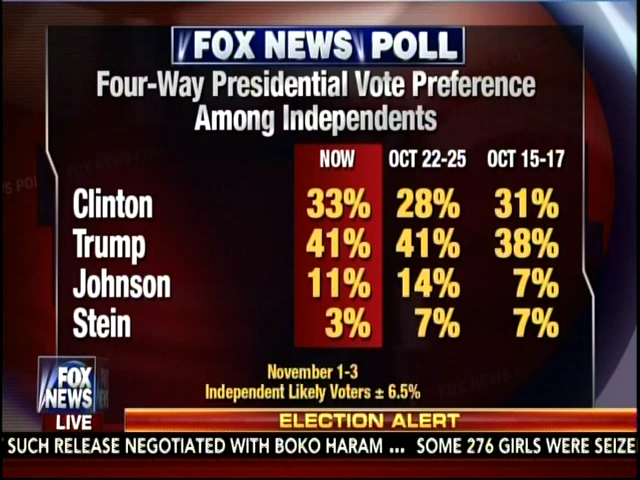 FOX NEWS POLL
Four-Way Presidential Vote Preference
Among Independents
NOW OCT 22-25 OCT 15-17
Clinton 33% 28% 31%
Trump 41% 41% 38%
Johnson 11% 14% 7%
Stein 3% 7% 7%
November 1-3
Independent Likely Voters ± 6.5%
FOX
NEWS
LIVE
ELECTION ALERT
SUCH RELEASE NEGOTIATED WITH BOKO HARAM ... SOME 276 GIRLS WERE SEIZE